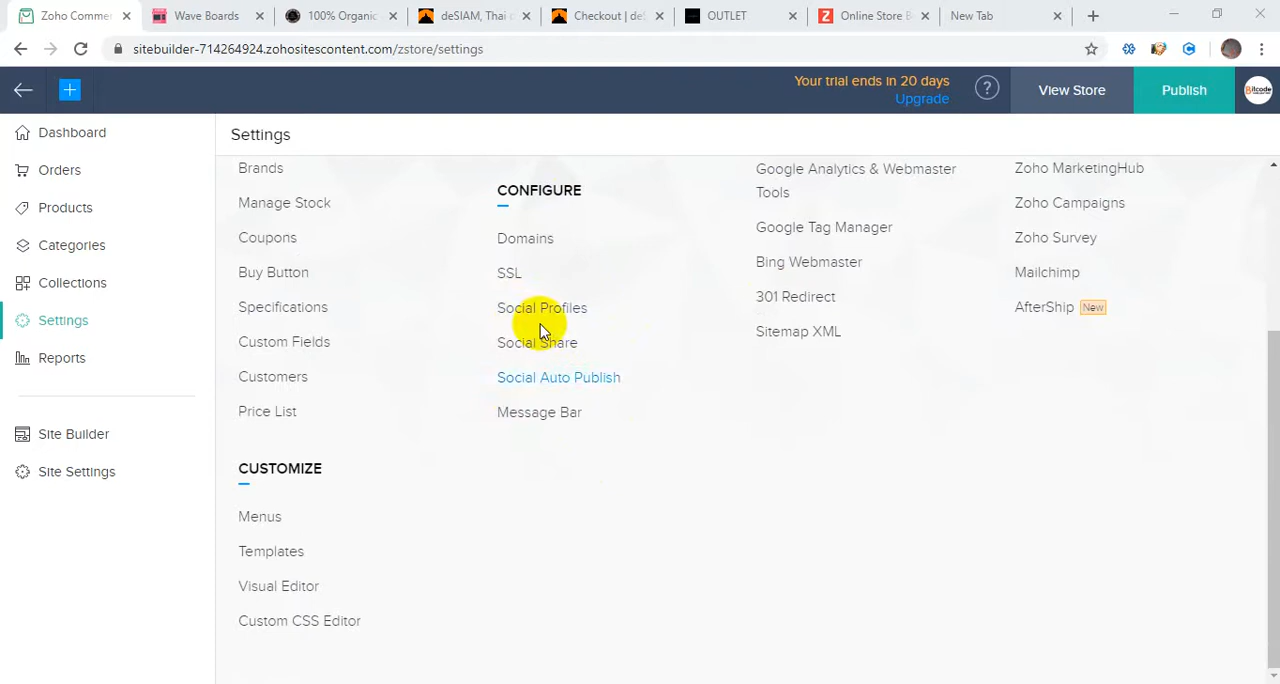 Zoho Commer
Wave Boards
100% Organic
deSIAM, Thai d
Checkout | deS
OUTLET
Online Store B
New Tab
sitebuilder-714264924.zohositescontent.com/zstore/settings
Your trial ends in 20 days
Upgrade
?
View Store
Publish
Bitcode
Dashboard
Orders
Products
Categories
Collections
Settings
Reports
Site Builder
Site Settings
Settings
Brands
Manage Stock
Coupons
Buy Button
Specifications
Custom Fields
Customers
Price List
CUSTOMIZE
Menus
Templates
Visual Editor
Custom CSS Editor
CONFIGURE
Domains
SSL
Social Profiles
Social Share
Social Auto Publish
Message Bar
Google Analytics & Webmaster
Tools
Google Tag Manager
Bing Webmaster
301 Redirect
Sitemap XML
Zoho MarketingHub
Zoho Campaigns
Zoho Survey
Mailchimp
AfterShip New